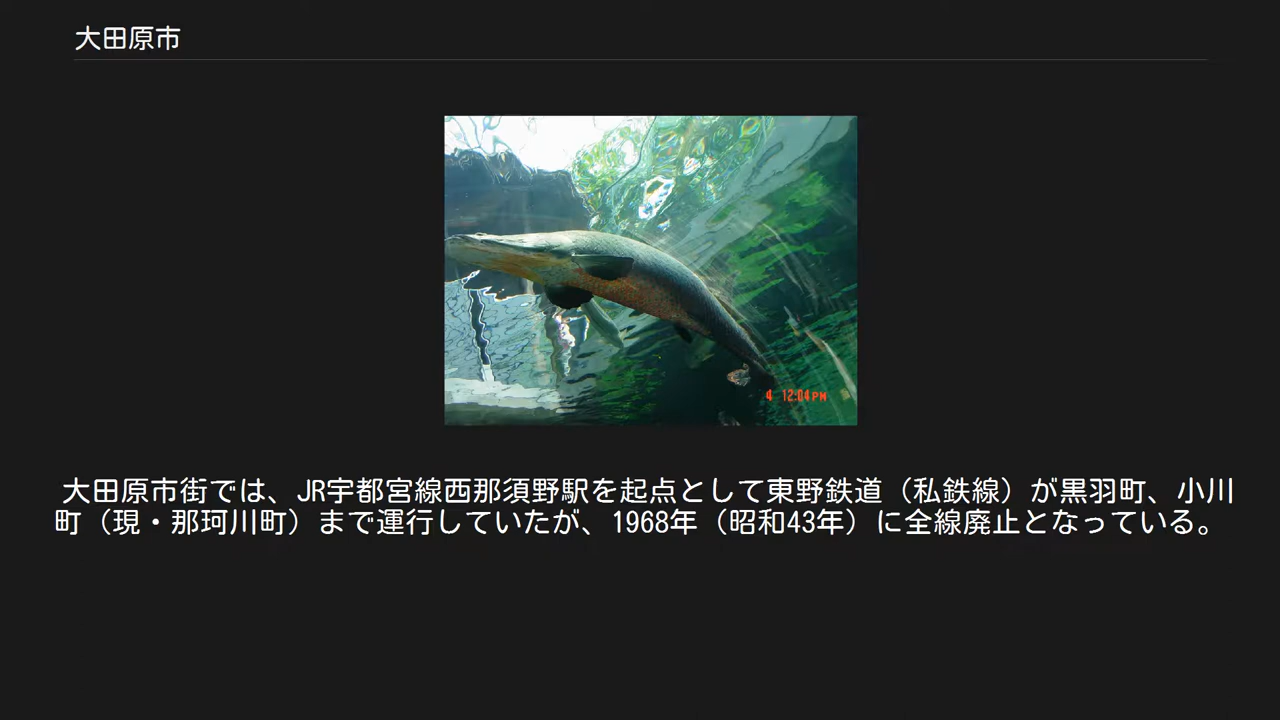 大田原市
4 12:04PM
大田原市街では、JR宇都宮線西那須野駅を起点として東野鉄道（私鉄線）が黒羽町、小川
町（現・那珂川町）まで運行していたが、1968年（昭和43年）に全線廃止となっている。